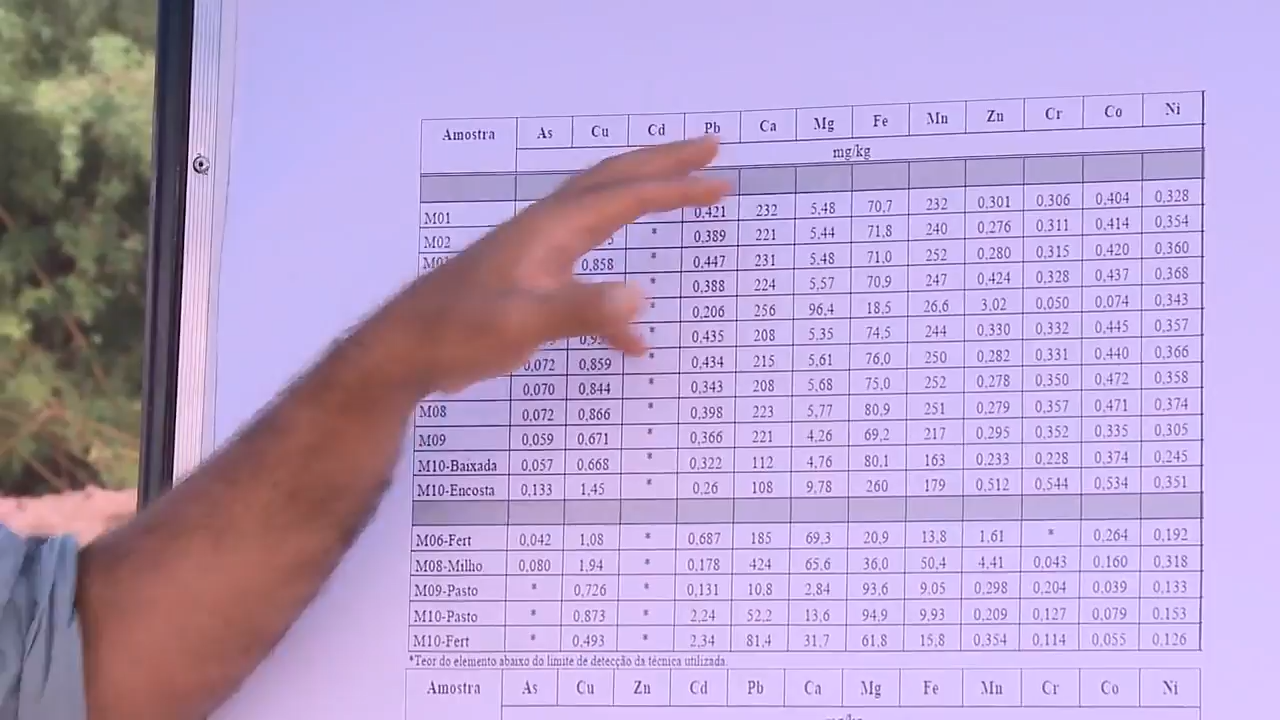 Amostra As Cu Cd Pb Ca Mg Fe Mn Zn Cr Co Ni
mg/kg
M01 0,421 232 5,48 70,7 232 0,301 0,306 0,404 0,328
M02 * 0,389 221 5,44 71,8 240 0,276 0,311 0,414 0,354
0,858 * 0,447 231 5,48 71,0 252 0,280 0,315 0,420 0,360
* 0,388 224 5,57 70,9 247 0,424 0,328 0,437 0,368
* 0,206 256 96,4 18,5 26,6 3,02 0,050 0,074 0,343
* 0,435 208 5,35 74,5 244 0,330 0,332 0,445 0,357
0,072 0,859 * 0,434 215 5,61 76,0 250 0,282 0,331 0,440 0,366
0,070 0,844 * 0,343 208 5,68 75,0 252 0,278 0,350 0,472 0,358
M08 0,072 0,866 * 0,398 223 5,77 80,9 251 0,279 0,357 0,471 0,374
M09 0,059 0,671 * 0,366 221 4,26 69,2 217 0,295 0,352 0,335 0,305
M10-Baixada 0,057 0,668 * 0,322 112 4,76 80,1 163 0,233 0,228 0,374 0,245
M10-Encosta 0,133 1,45 * 0,26 108 9,78 260 179 0,512 0,544 0,534 0,351
M06-Fert 0,042 1,08 * 0,687 185 69,3 20,9 13,8 1,61 * 0,264 0,192
M08-Milho 0,080 1,94 * 0,178 424 65,6 36,0 50,4 4,41 0,043 0,160 0,318
M09-Pasto * 0,726 * 0,131 10,8 2,84 93,6 9,05 0,298 0,204 0,039 0,133
M10-Pasto * 0,873 * 2,24 52,2 13,6 94,9 9,93 0,209 0,127 0,079 0,153
M10-Fert * 0,493 * 2,34 81,4 31,7 61,8 15,8 0,354 0,114 0,055 0,126
*Teor do elemento abaixo do limite de detecção da técnica utilizada.
Amostra As Cu Zn Cd Pb Ca Mg Fe Mn Cr Co Ni